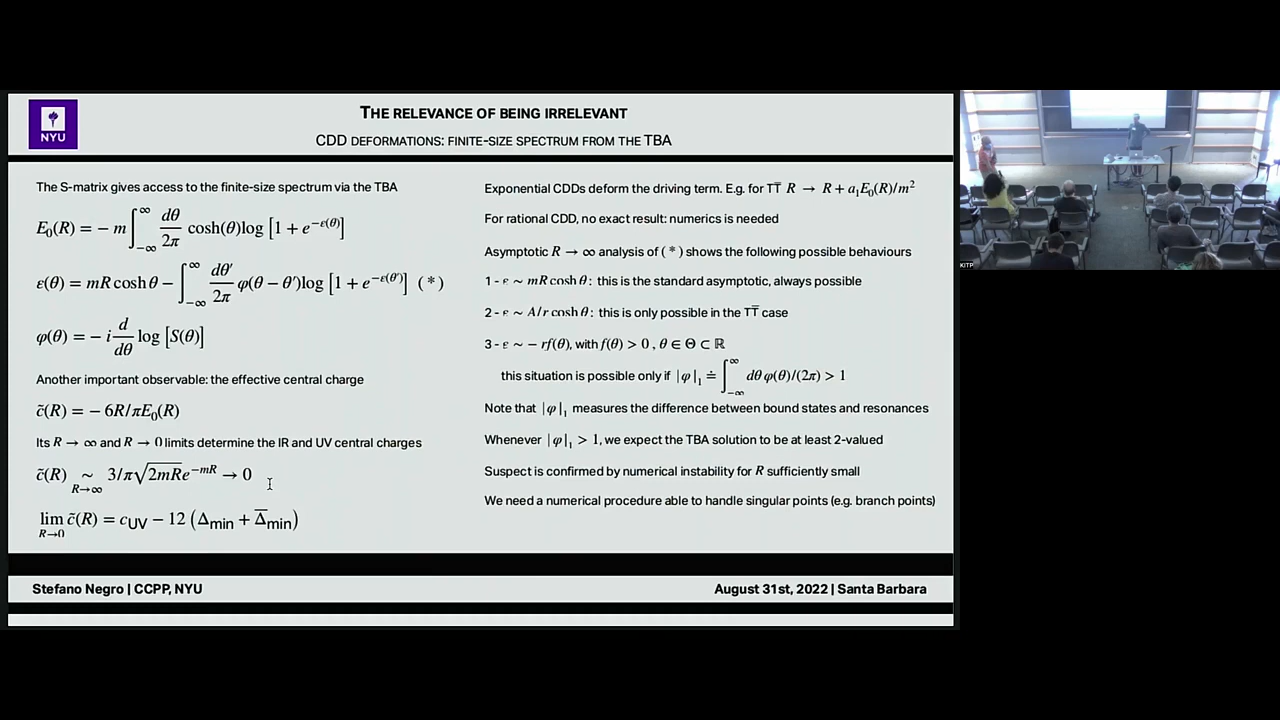 NYU
THE RELEVANCE OF BEING IRRELEVANT
CDD DEFORMATIONS: FINITE-SIZE SPECTRUM FROM THE TBA
The S-matrix gives access to the finite-size spectrum via the TBA
E₀(R) = − m ∫_{−∞}^{∞} dθ/2π cosh(θ)log [1 + e^{−ε(θ)}]
ε(θ) = mR cosh θ − ∫_{−∞}^{∞} dθ′/2π φ(θ − θ′)log [1 + e^{−ε(θ′)}] (*)
φ(θ) = − i d/dθ log [S(θ)]
Another important observable: the effective central charge
c̃(R) = − 6R/πE₀(R)
Its R → ∞ and R → 0 limits determine the IR and UV central charges
c̃(R) ∼_{R→∞} 3/π√(2mR)e^{−mR} → 0
lim_{R→0} c̃(R) = c_UV − 12 (Δ_min + Δ̅_min)
Exponential CDDs deform the driving term. E.g. for TT̅ R → R + a₁E₀(R)/m²
For rational CDD, no exact result: numerics is needed
Asymptotic R → ∞ analysis of (*) shows the following possible behaviours
1 - ε ∼ mR cosh θ: this is the standard asymptotic, always possible
2 - ε ∼ A/r cosh θ: this is only possible in the TT̅ case
3 - ε ∼ − rf(θ), with f(θ) > 0 , θ ∈ Θ ⊂ ℝ
this situation is possible only if |φ|₁ ≐ ∫_{−∞}^{∞} dθ φ(θ)/(2π) > 1
Note that |φ|₁ measures the difference between bound states and resonances
Whenever |φ|₁ > 1, we expect the TBA solution to be at least 2-valued
Suspect is confirmed by numerical instability for R sufficiently small
We need a numerical procedure able to handle singular points (e.g. branch points)
Stefano Negro | CCPP, NYU
August 31st, 2022 | Santa Barbara
KITP